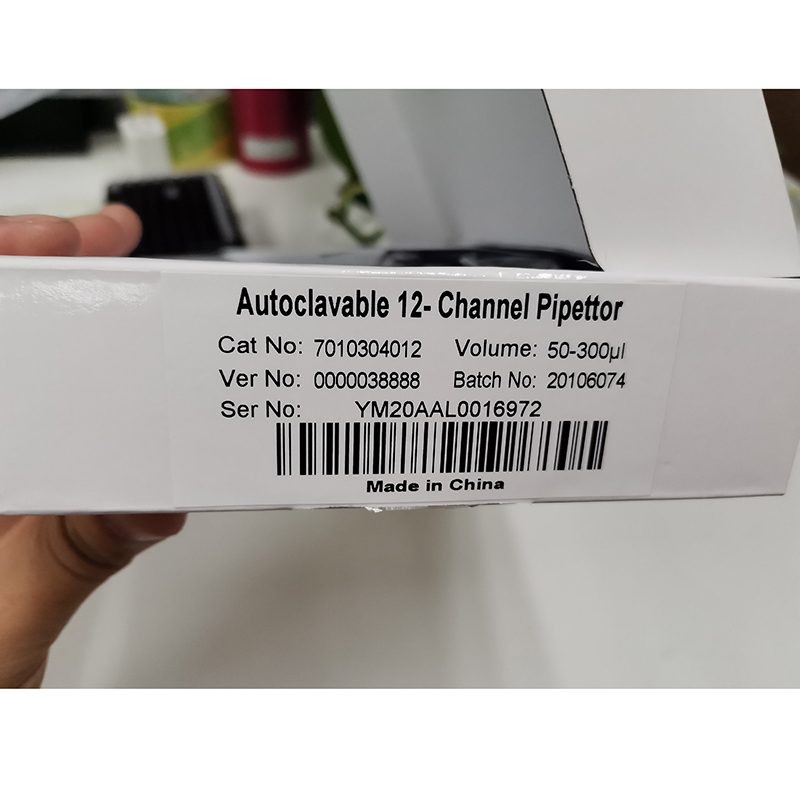 Autoclavable 12- Channel Pipettor
Cat No: 7010304012 Volume: 50-300µl
Ver No: 0000038888 Batch No: 20106074
Ser No: YM20AAL0016972
Made in China